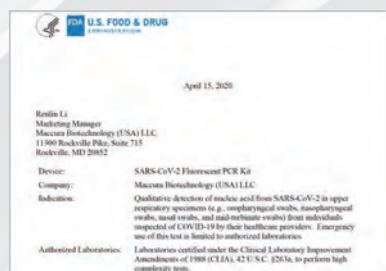 FDA U.S. FOOD & DRUG
ADMINISTRATION
April 15, 2020
Renlin Li
Marketing Manager
Maccura Biotechnology (USA) LLC
11900 Rockville Pike, Suite 715
Rockville, MD 20852
Device: SARS-CoV-2 Fluorescent PCR Kit
Company: Maccura Biotechnology (USA) LLC
Indication: Qualitative detection of nucleic acid from SARS-CoV-2 in upper
respiratory specimens (e.g., oropharyngeal swabs, nasopharyngeal
swabs, nasal swabs, and mid-turbinate swabs) from individuals
suspected of COVID-19 by their healthcare providers. Emergency
use of this test is limited to authorized laboratories.
Authorized Laboratories: Laboratories certified under the Clinical Laboratory Improvement
Amendments of 1988 (CLIA), 42 U.S.C. §263a, to perform high
complexity tests.